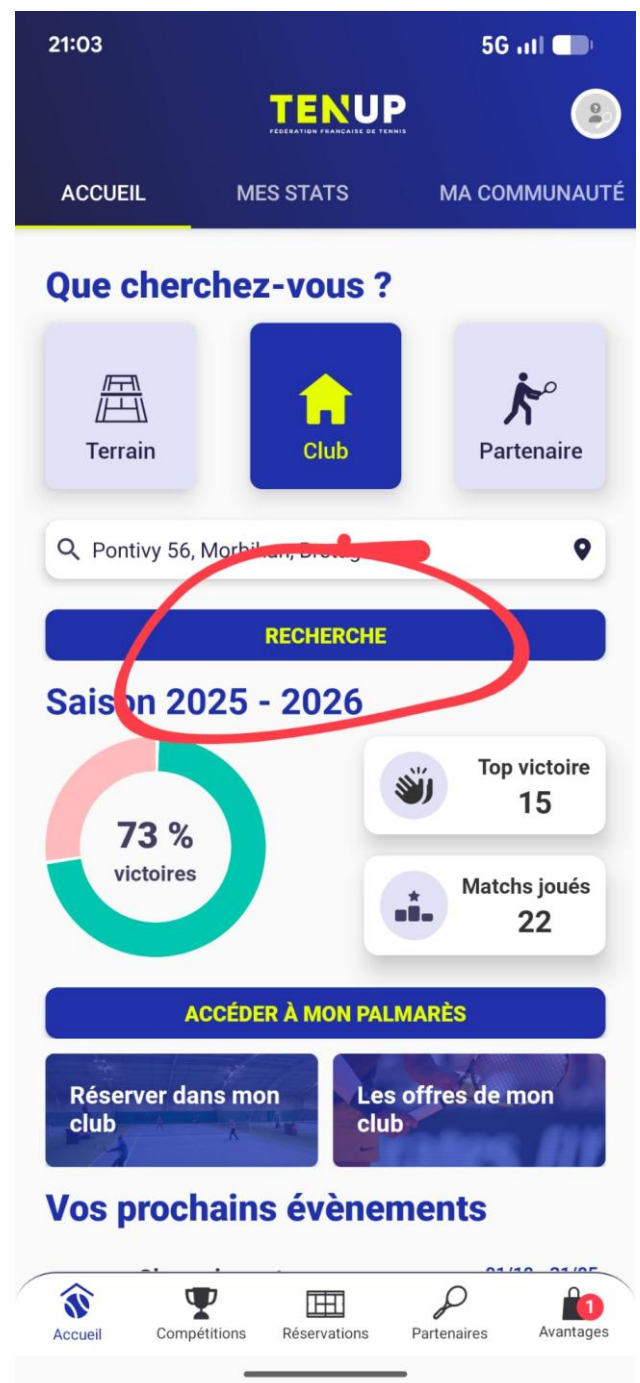 21:03 5G
TENUP
FÉDÉRATION FRANÇAISE DE TENNIS
ACCUEIL MES STATS MA COMMUNAUTÉ
Que cherchez-vous ?
Terrain Club Partenaire
Pontivy 56, Morbihan,
RECHERCHE
Saison 2025 - 2026
73 %
victoires
Top victoire
15
Matchs joués
22
ACCÉDER À MON PALMARÈS
Réserver dans mon
club
Les offres de mon
club
Vos prochains évènements
1
Accueil Compétitions Réservations Partenaires Avantages